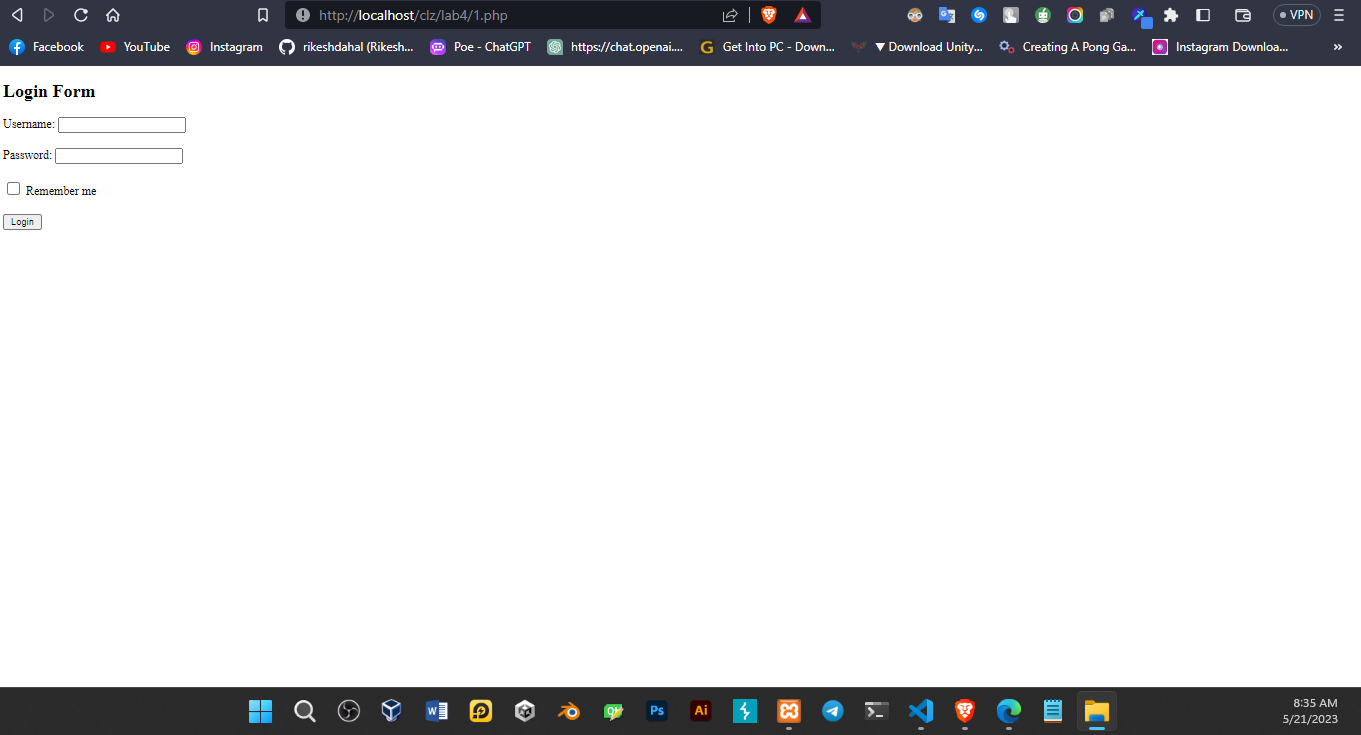 http://localhost/clz/lab4/1.php
VPN
Facebook YouTube Instagram rikeshdahal (Rikesh... Poe - ChatGPT https://chat.openai.... Get Into PC - Down... ▼ Download Unity... Creating A Pong Ga... Instagram Downloa... »
Login Form
Username:
Password:
Remember me
Login
Ps Ai
8:35 AM
5/21/2023